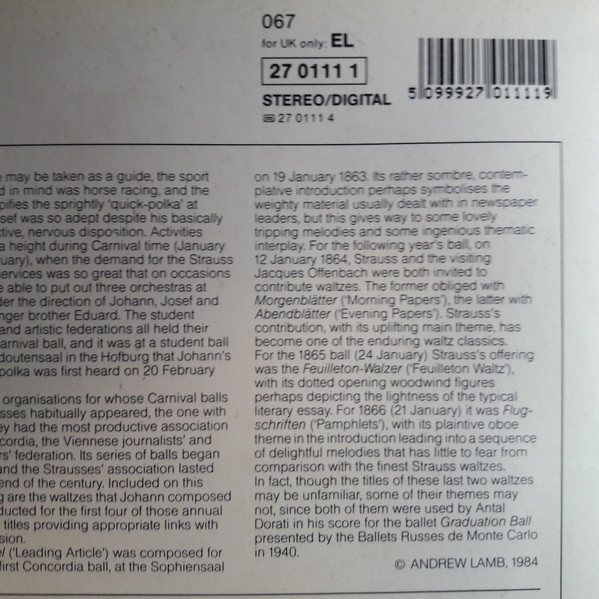 067
for UK only: EL
27 0111 1
STEREO/DIGITAL
27 0111 4
5 099927 011119
e may be taken as a guide, the sport
d in mind was horse racing, and the
pifies the sprightly 'quick-polka' at
sef was so adept despite his basically
tive, nervous disposition. Activities
a height during Carnival time (January
uary), when the demand for the Strauss
services was so great that on occasions
e able to put out three orchestras at
der the direction of Johann, Josef and
nger brother Eduard. The student
and artistic federations all held their
arnival ball, and it was at a student ball
doutensaal in the Hofburg that Johann's
polka was first heard on 20 February
organisations for whose Carnival balls
sses habitually appeared, the one with
ey had the most productive association
cordia, the Viennese journalists' and
rs' federation. Its series of balls began
and the Strausses' association lasted
end of the century. Included on this
g are the waltzes that Johann composed
ducted for the first four of those annual
titles providing appropriate links with
sion.
el ('Leading Article') was composed for
first Concordia ball, at the Sophiensaal
on 19 January 1863. Its rather sombre, contem-
plative introduction perhaps symbolises the
weighty material usually dealt with in newspaper
leaders, but this gives way to some lovely
tripping melodies and some ingenious thematic
interplay. For the following year's ball, on
12 January 1864, Strauss and the visiting
Jacques Offenbach were both invited to
contribute waltzes. The former obliged with
Morgenblätter ('Morning Papers'), the latter with
Abendblätter ('Evening Papers'). Strauss's
contribution, with its uplifting main theme, has
become one of the enduring waltz classics.
For the 1865 ball (24 January) Strauss's offering
was the Feuilleton-Walzer ('Feuilleton Waltz'),
with its dotted opening woodwind figures
perhaps depicting the lightness of the typical
literary essay. For 1866 (21 January) it was Flug-
schriften ('Pamphlets'), with its plaintive oboe
theme in the introduction leading into a sequence
of delightful melodies that has little to fear from
comparison with the finest Strauss waltzes.
In fact, though the titles of these last two waltzes
may be unfamiliar, some of their themes may
not, since both of them were used by Antal
Dorati in his score for the ballet Graduation Ball
presented by the Ballets Russes de Monte Carlo
in 1940.
© ANDREW LAMB, 1984